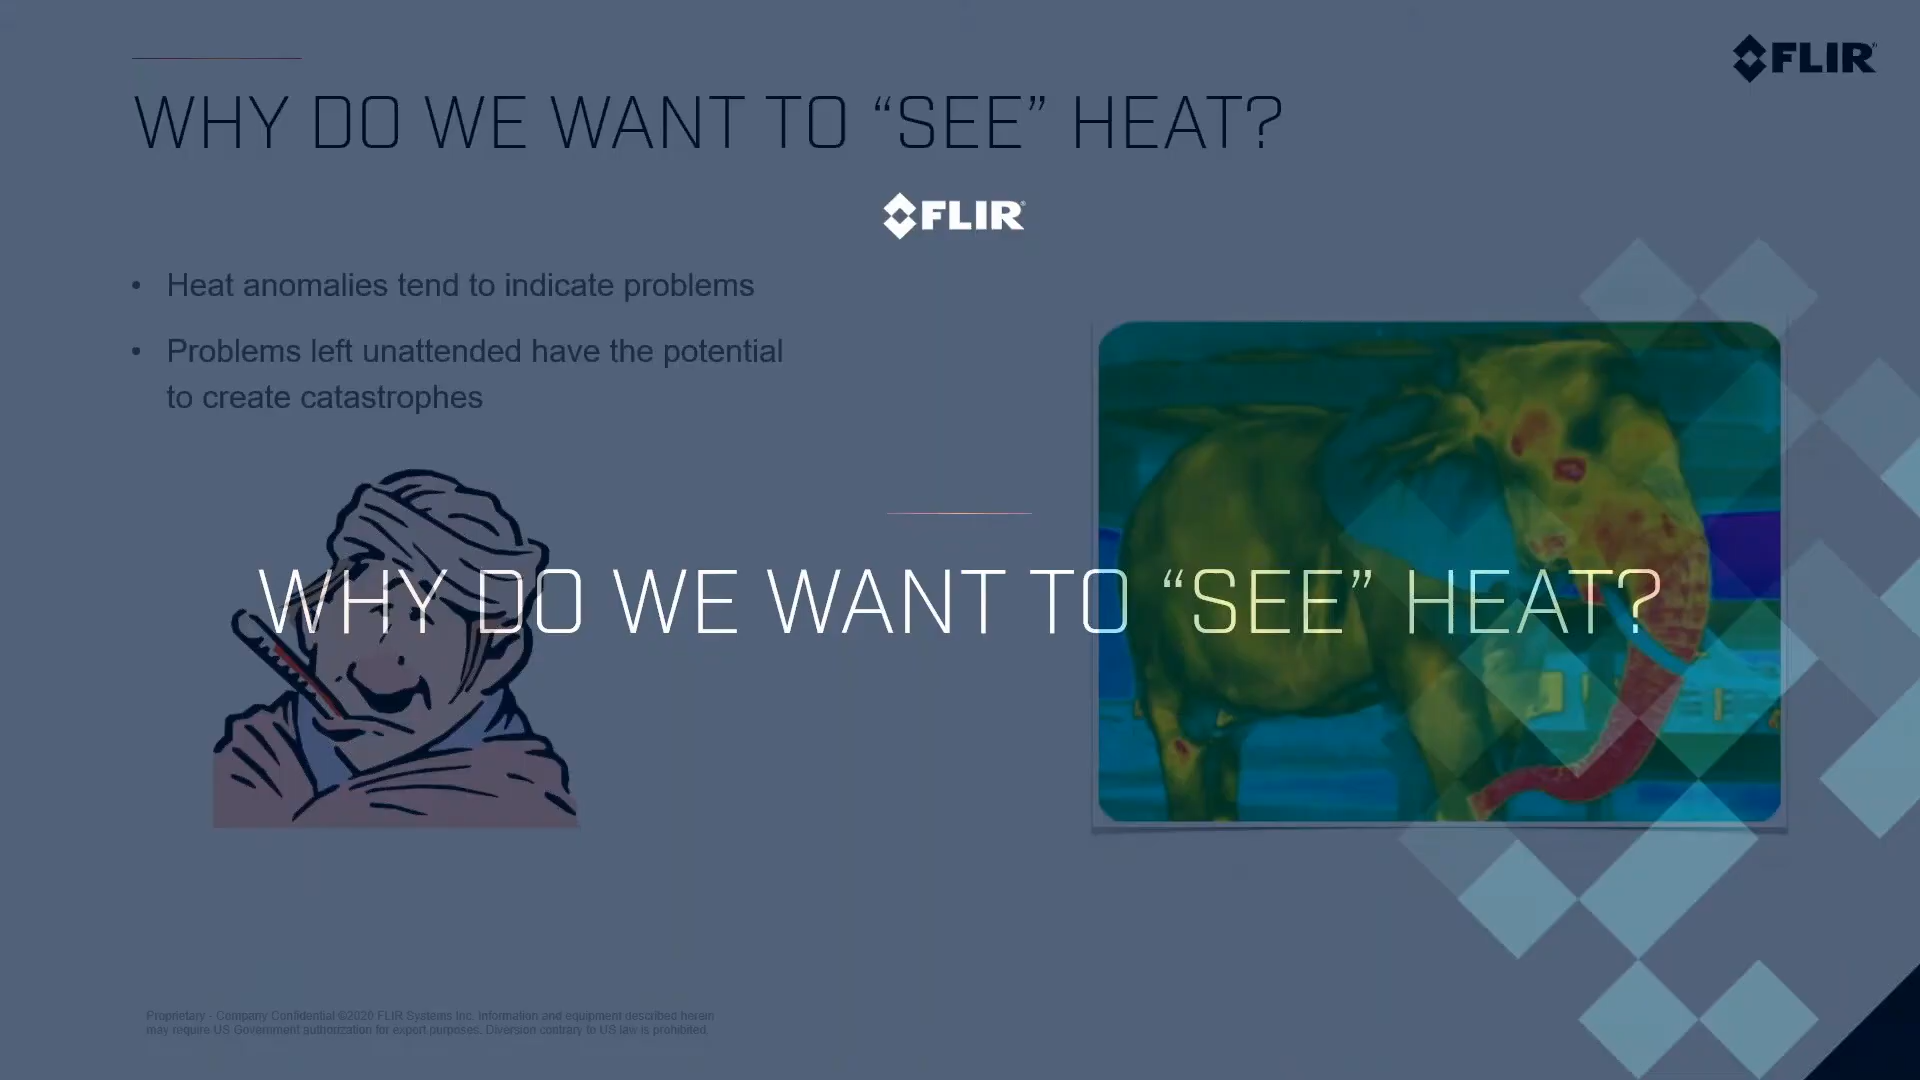 FLIR
WHY DO WE WANT TO “SEE” HEAT?
FLIR
• Heat anomalies tend to indicate problems
• Problems left unattended have the potential
to create catastrophes
WHY DO WE WANT TO “SEE” HEAT?
Proprietary - Company Confidential ©2020 FLIR Systems Inc. Information and equipment described herein
may require US Government authorization for export purposes. Diversion contrary to US law is prohibited.